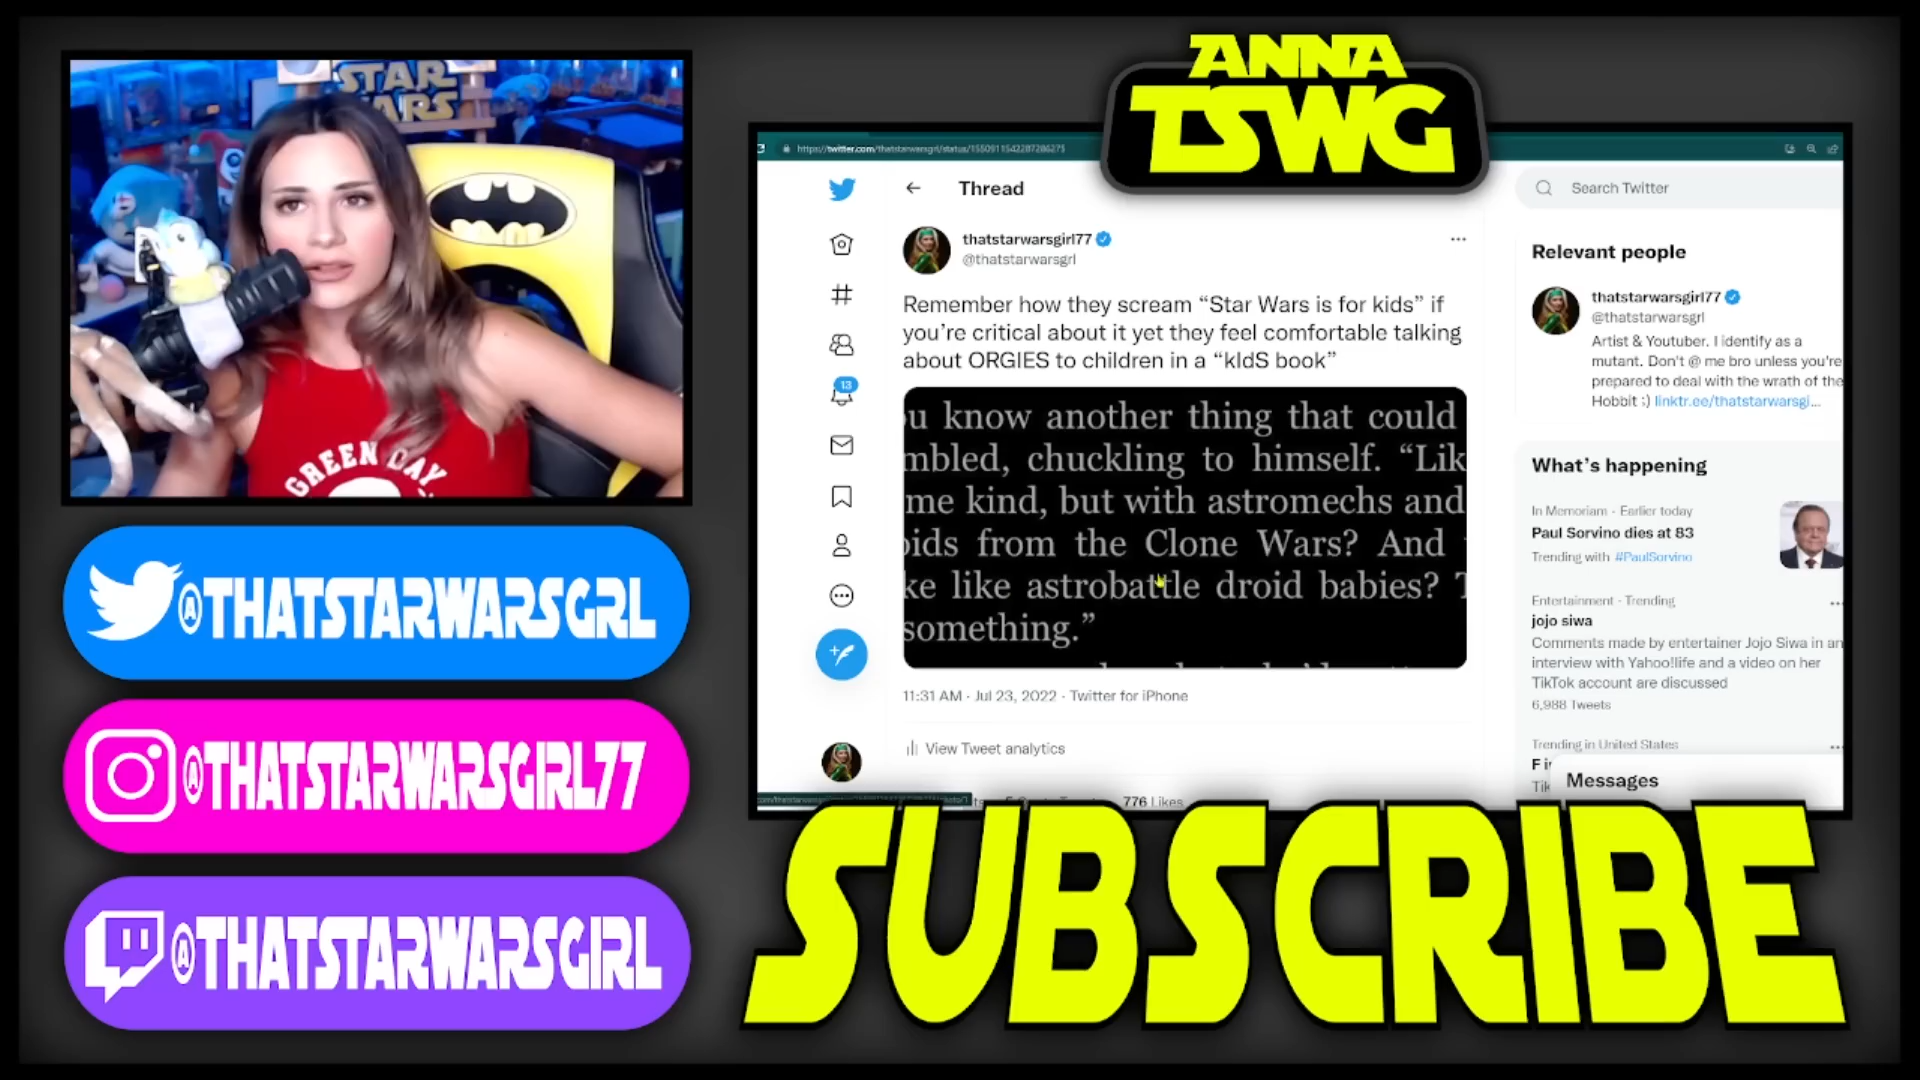 STAR
WARS
GREEN DAY
@THATSTARWARSGRL
@THATSTARWARSGIRL77
@THATSTARWARSGIRL
ANNA
TSWG
https://twitter.com/thatstarwarsgrl/status/1550911542287286275
Thread
Search Twitter
thatstarwarsgirl77
@thatstarwarsgrl
Remember how they scream “Star Wars is for kids” if
you’re critical about it yet they feel comfortable talking
about ORGIES to children in a “kIdS book”
u know another thing that could
mbled, chuckling to himself. “Lik
me kind, but with astromechs and
oids from the Clone Wars? And
ke like astrobattle droid babies? T
something.”
11:31 AM · Jul 23, 2022 · Twitter for iPhone
View Tweet analytics
776 Likes
13
Relevant people
thatstarwarsgirl77
@thatstarwarsgrl
Artist & Youtuber. I identify as a
mutant. Don't @ me bro unless you're
prepared to deal with the wrath of the
Hobbit ;) linktr.ee/thatstarwarsgi…
What’s happening
In Memoriam · Earlier today
Paul Sorvino dies at 83
Trending with #PaulSorvino
Entertainment · Trending
jojo siwa
Comments made by entertainer Jojo Siwa in an
interview with Yahoo!life and a video on her
TikTok account are discussed
6,988 Tweets
Trending in United States
Messages
SUBSCRIBE